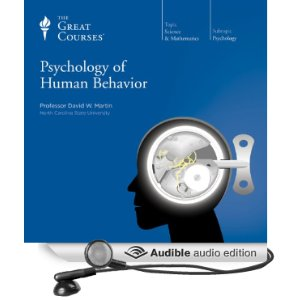 THE
GREAT
COURSES®
Topic
Science
& Mathematics
Subtopic
Psychology
Psychology of
Human Behavior
Professor David W. Martin
North Carolina State University
Audible audio edition